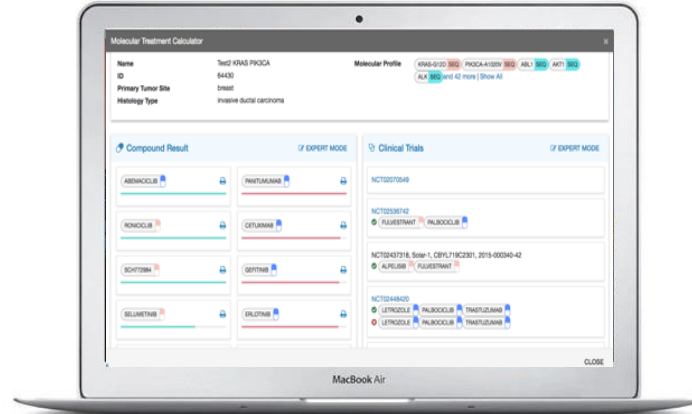 Molecular Treatment Calculator ×
Name Test2 KRAS PIK3CA
ID 64430
Primary Tumor Site breast
Histology Type invasive ductal carcinoma
Molecular Profile KRAS-G12D SEQ PIK3CA-A1020V SEQ ABL1 SEQ AKT1 SEQ
ALK SEQ and 42 more | Show All
Compound Result EXPERT MODE
ABEMACICLIB PANITUMUMAB
RONICICLIB CETUXIMAB
SCH772984 GEFITINIB
SELUMETINIB ERLOTINIB
Clinical Trials EXPERT MODE
NCT02070549
NCT02536742
FULVESTRANT PALBOCICLIB
NCT02437318, Solar-1, CBYL719C2301, 2015-000340-42
ALPELISIB FULVESTRANT
NCT02448420
LETROZOLE PALBOCICLIB TRASTUZUMAB
LETROZOLE PALBOCICLIB TRASTUZUMAB
CLOSE
MacBook Air